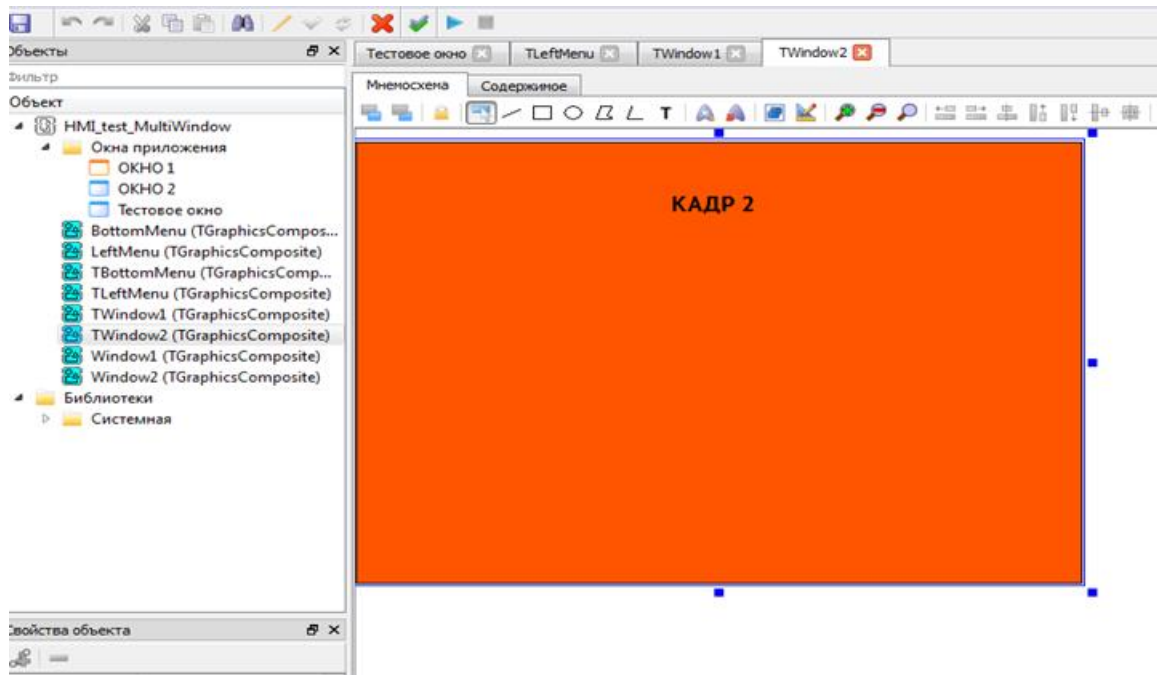 Объекты
Фильтр
Объект
HMI_test_MultiWindow
Окна приложения
ОКНО 1
ОКНО 2
Тестовое окно
BottomMenu (TGraphicsCompos...
LeftMenu (TGraphicsComposite)
TBottomMenu (TGraphicsComp...
TLeftMenu (TGraphicsComposite)
TWindow1 (TGraphicsComposite)
TWindow2 (TGraphicsComposite)
Window1 (TGraphicsComposite)
Window2 (TGraphicsComposite)
Библиотеки
Системная
Свойства объекта
Тестовое окно TLeftMenu TWindow1 TWindow2
Мнемосхема Содержимое
T A A
КАДР 2